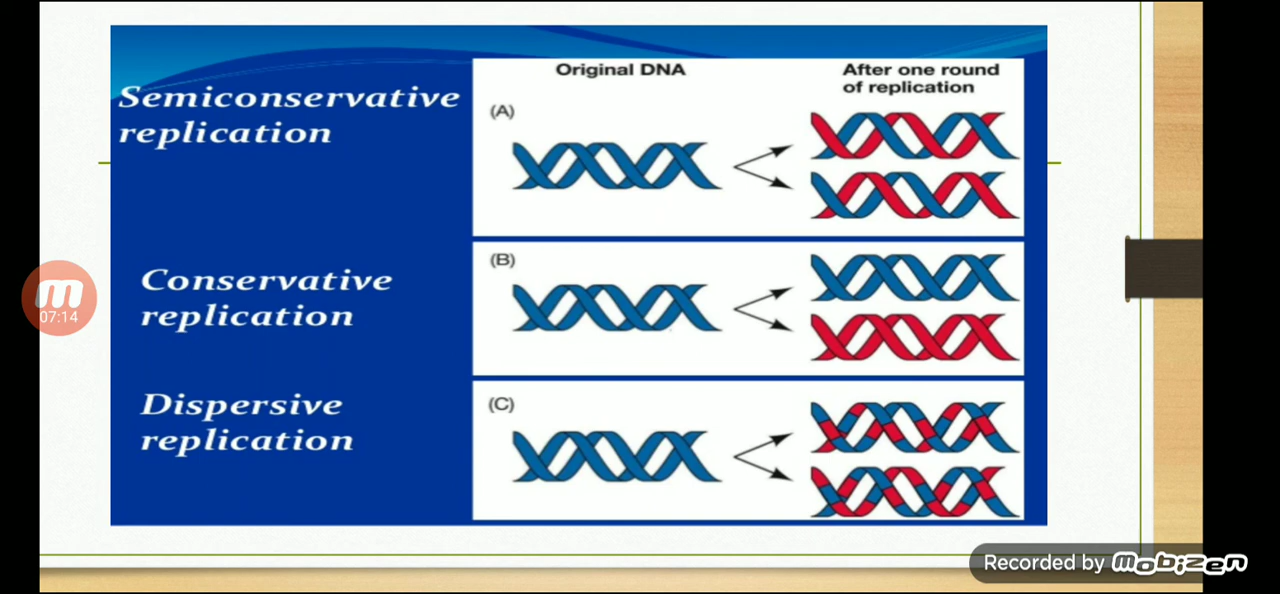 Semiconservative
replication
Original DNA
After one round
of replication
(A)
Conservative
replication
(B)
Dispersive
replication
(C)
07:14
Recorded by Mobizen